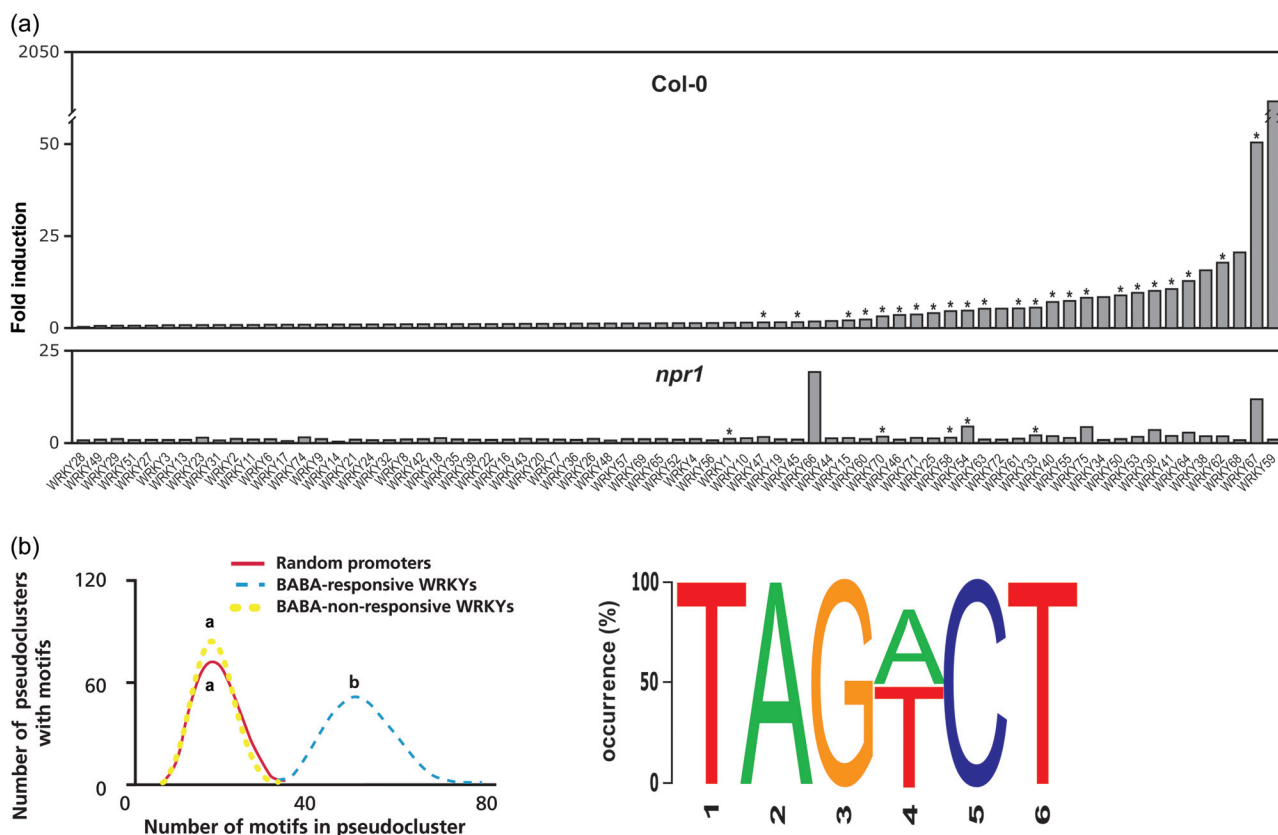 (a)
2050
Col-0
50
25
0
Fold induction
* * * * * * * * * * * * * * * * * * * * * *
25
npr1
0
* * * * *
WRKY28
WRKY49
WRKY29
WRKY51
WRKY27
WRKY3
WRKY13
WRKY23
WRKY31
WRKY2
WRKY11
WRKY6
WRKY17
WRKY74
WRKY9
WRKY14
WRKY21
WRKY24
WRKY32
WRKY8
WRKY42
WRKY18
WRKY35
WRKY39
WRKY22
WRKY16
WRKY43
WRKY20
WRKY7
WRKY36
WRKY26
WRKY48
WRKY57
WRKY69
WRKY65
WRKY52
WRKY4
WRKY56
WRKY1
WRKY10
WRKY47
WRKY19
WRKY45
WRKY66
WRKY44
WRKY15
WRKY60
WRKY70
WRKY46
WRKY71
WRKY25
WRKY58
WRKY54
WRKY63
WRKY72
WRKY61
WRKY33
WRKY40
WRKY55
WRKY75
WRKY34
WRKY50
WRKY53
WRKY30
WRKY41
WRKY64
WRKY38
WRKY62
WRKY68
WRKY67
WRKY59
(b)
Random promoters
BABA-responsive WRKYs
BABA-non-responsive WRKYs
120
60
0
Number of pseudoclusters
with motifs
a
a
b
0 40 80
Number of motifs in pseudocluster
100
50
0
occurrence (%)
TAGACT
T
1 2 3 4 5 6